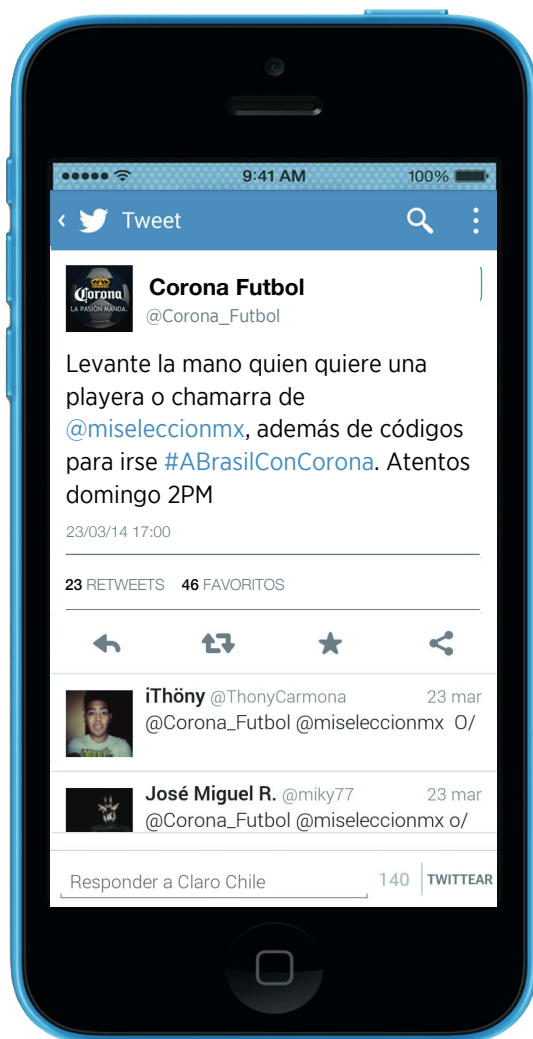 9:41 AM 100%
Tweet
Corona
LA PASIÓN MANDA.
Corona Futbol
@Corona_Futbol
Levante la mano quien quiere una
playera o chamarra de
@miseleccionmx, además de códigos
para irse #ABrasilConCorona. Atentos
domingo 2PM
23/03/14 17:00
23 RETWEETS 46 FAVORITOS
iThöny @ThonyCarmona 23 mar
@Corona_Futbol @miseleccionmx O/
José Miguel R. @miky77 23 mar
@Corona_Futbol @miseleccionmx o/
Responder a Claro Chile 140 TWITTEAR